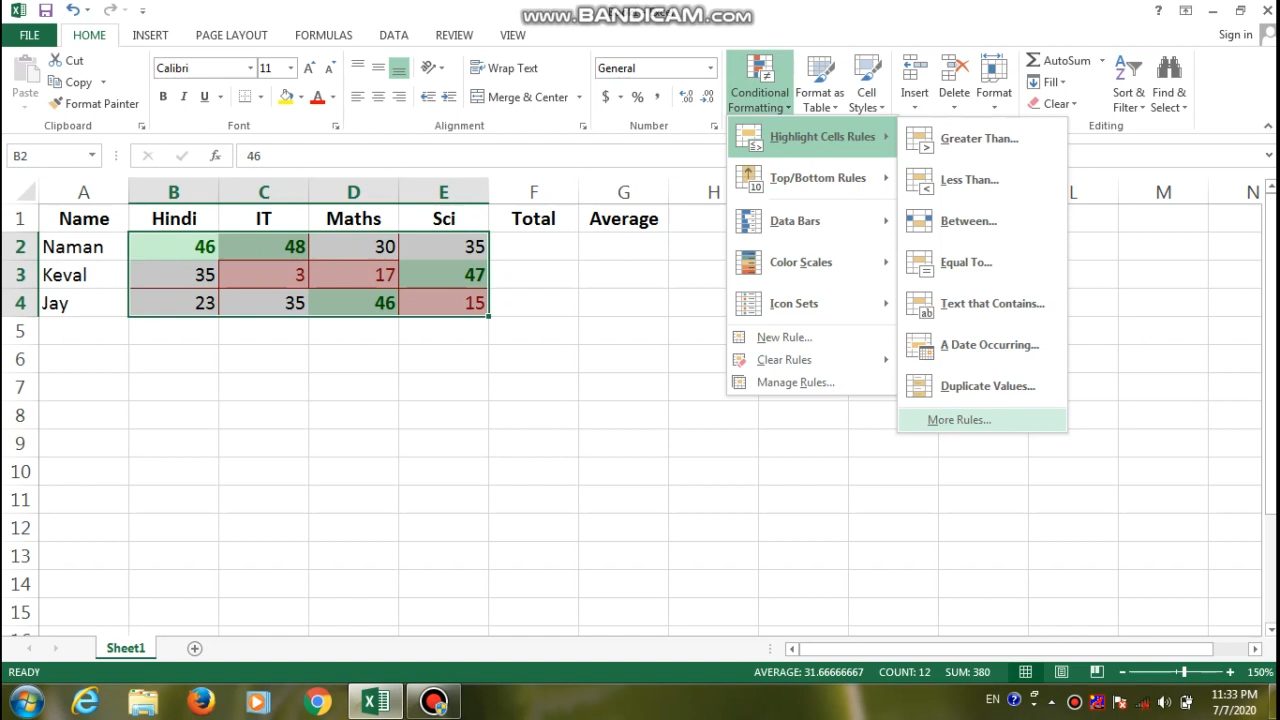 www.BANDICAM.com
FILE HOME INSERT PAGE LAYOUT FORMULAS DATA REVIEW VIEW Sign in
Cut
Copy
Format Painter
Paste
Clipboard
Calibri 11
B I U
Font
Wrap Text
Merge & Center
Alignment
General
$ % ,
Number
Conditional Formatting
Format as Table
Cell Styles
Insert Delete Format
AutoSum
Fill
Clear
Sort & Filter
Find & Select
Editing
B2 fx 46
Highlight Cells Rules
Top/Bottom Rules
Data Bars
Color Scales
Icon Sets
New Rule...
Clear Rules
Manage Rules...
Greater Than...
Less Than...
Between...
Equal To...
Text that Contains...
A Date Occurring...
Duplicate Values...
More Rules...
A B C D E F G H L M N
1 Name Hindi IT Maths Sci Total Average
2 Naman 46 48 30 35
3 Keval 35 3 17 47
4 Jay 23 35 46 15
5
6
7
8
9
10
11
12
13
14
15
Sheet1
READY AVERAGE: 31.66666667 COUNT: 12 SUM: 380 150%
EN 11:33 PM
7/7/2020